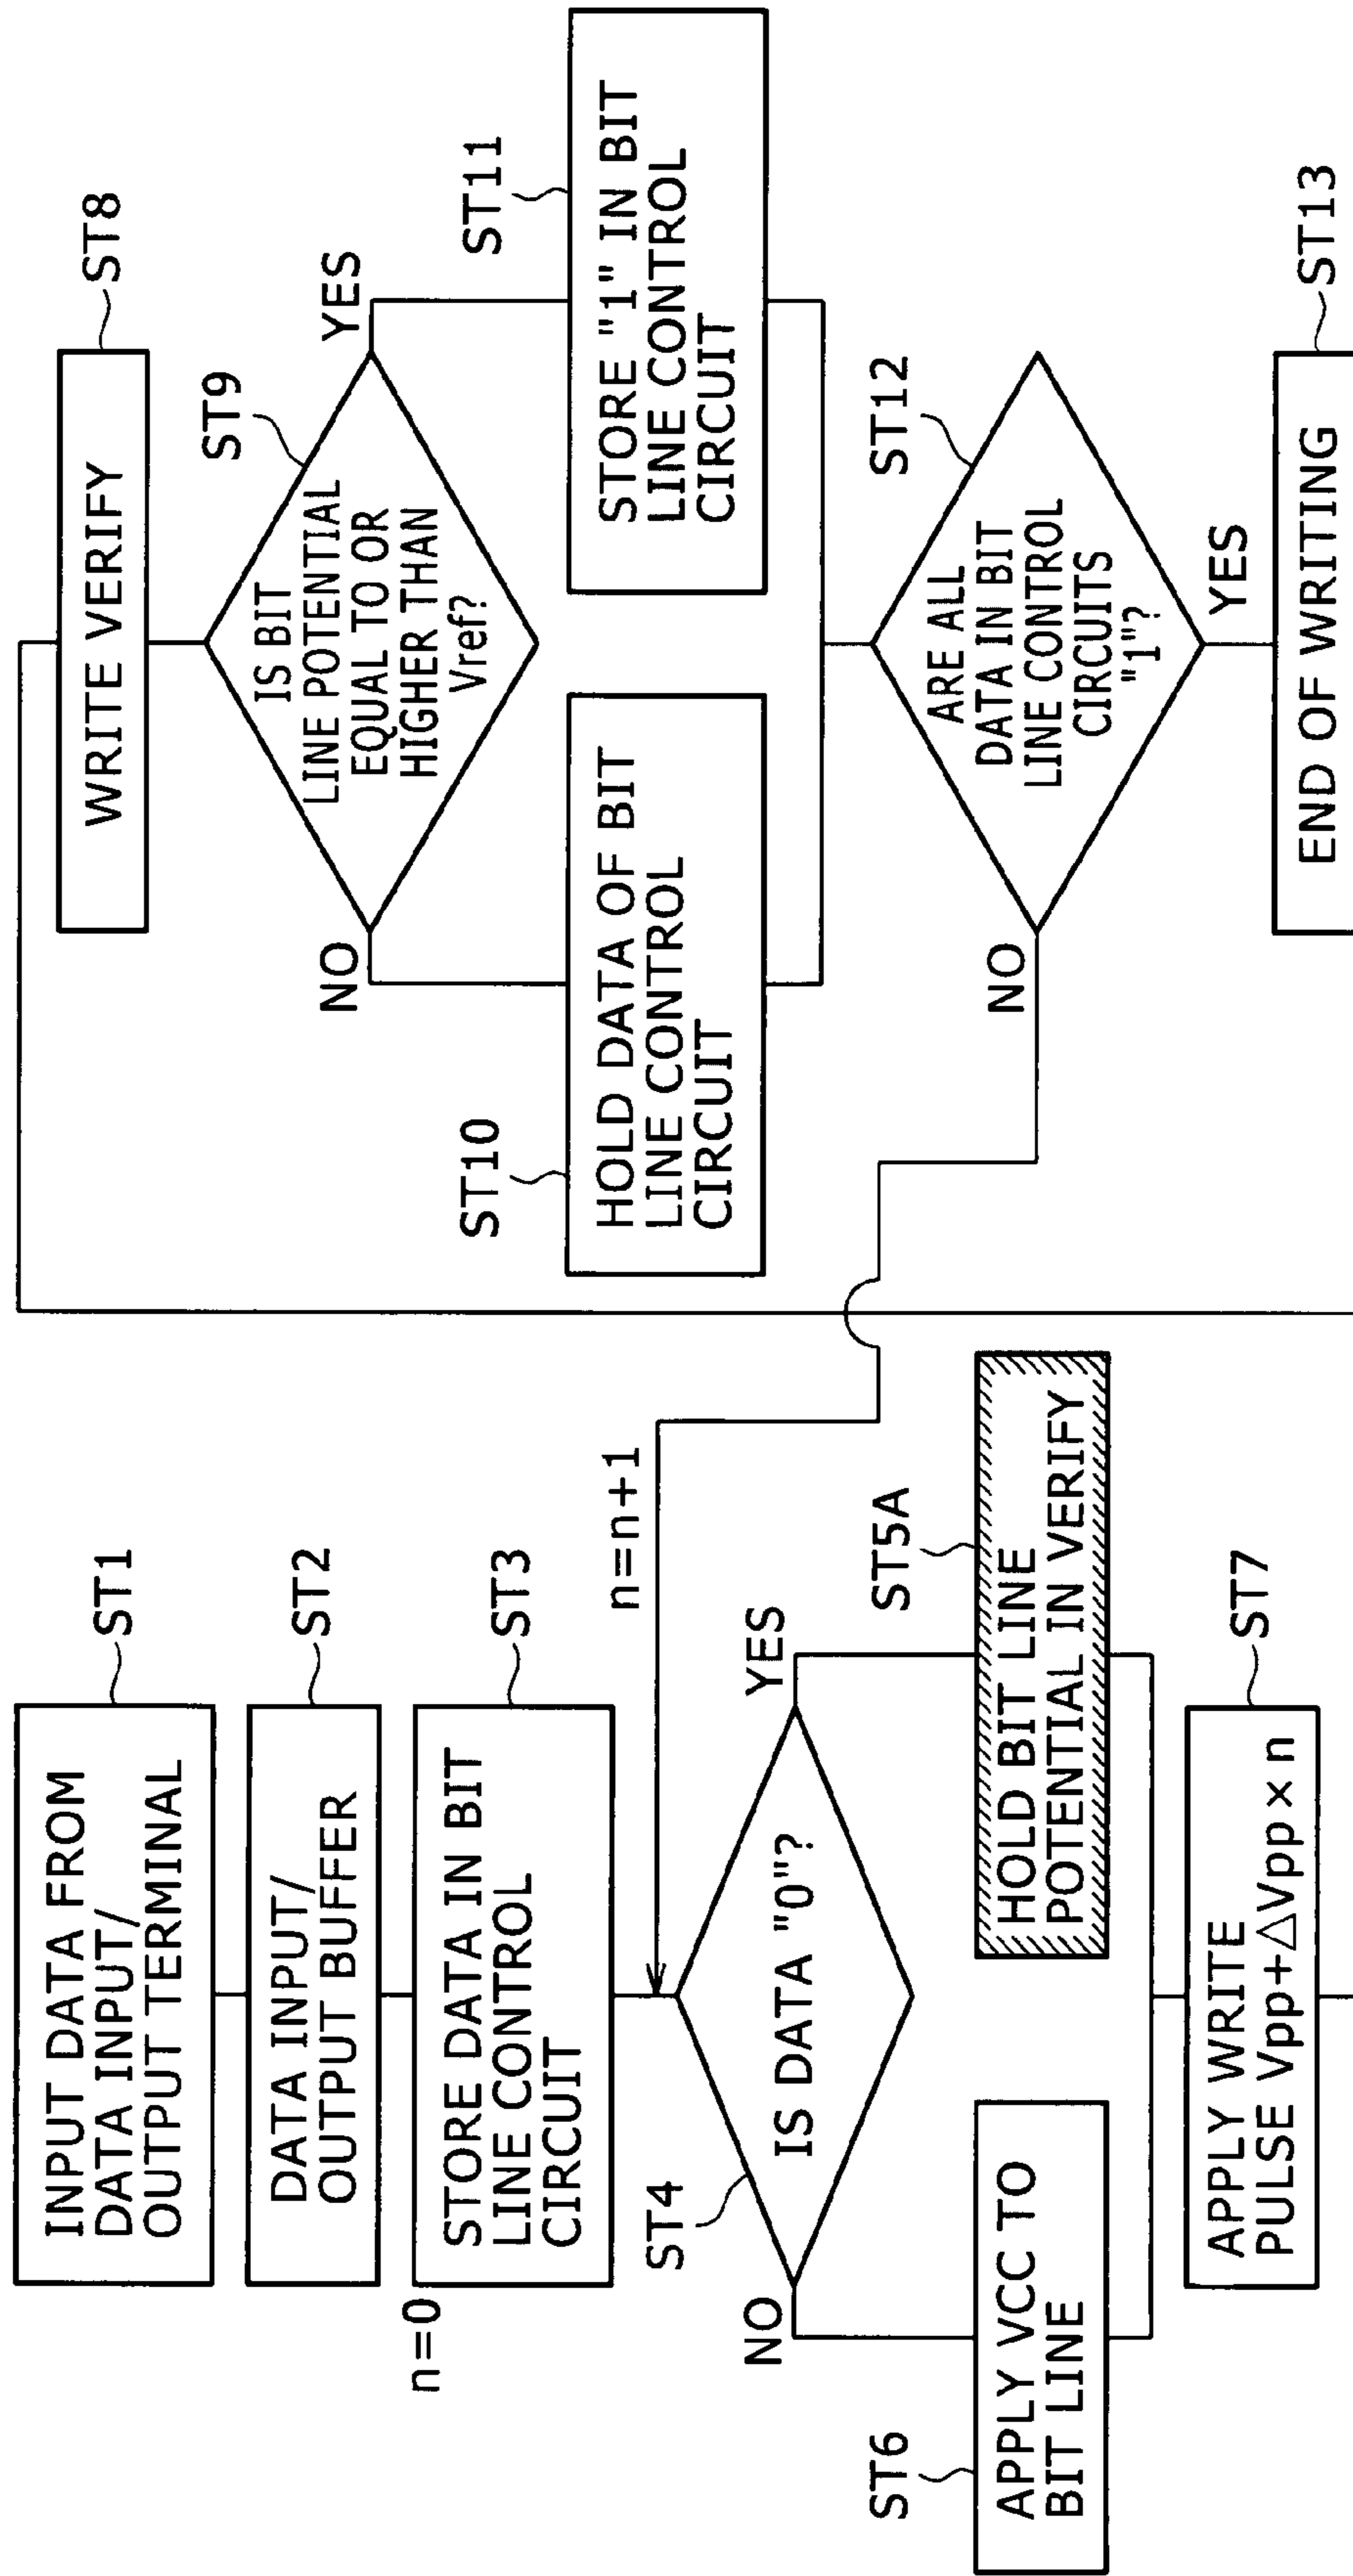 INPUT DATA FROM
DATA INPUT/
OUTPUT TERMINAL
ST1
DATA INPUT/
OUTPUT BUFFER
ST2
n=0
STORE DATA IN BIT
LINE CONTROL
CIRCUIT
ST3
n=n+1
ST4
IS DATA "0"?
NO
YES
ST6
APPLY VCC TO
BIT LINE
ST5A
HOLD BIT LINE
POTENTIAL IN VERIFY
APPLY WRITE
PULSE Vpp+△Vpp×n
ST7
WRITE VERIFY
ST8
ST9
IS BIT
LINE POTENTIAL
EQUAL TO OR
HIGHER THAN
Vref?
NO
YES
ST10
HOLD DATA OF BIT
LINE CONTROL
CIRCUIT
ST11
STORE "1" IN BIT
LINE CONTROL
CIRCUIT
ST12
ARE ALL
DATA IN BIT
LINE CONTROL
CIRCUITS
"1"?
NO
YES
END OF WRITING
ST13